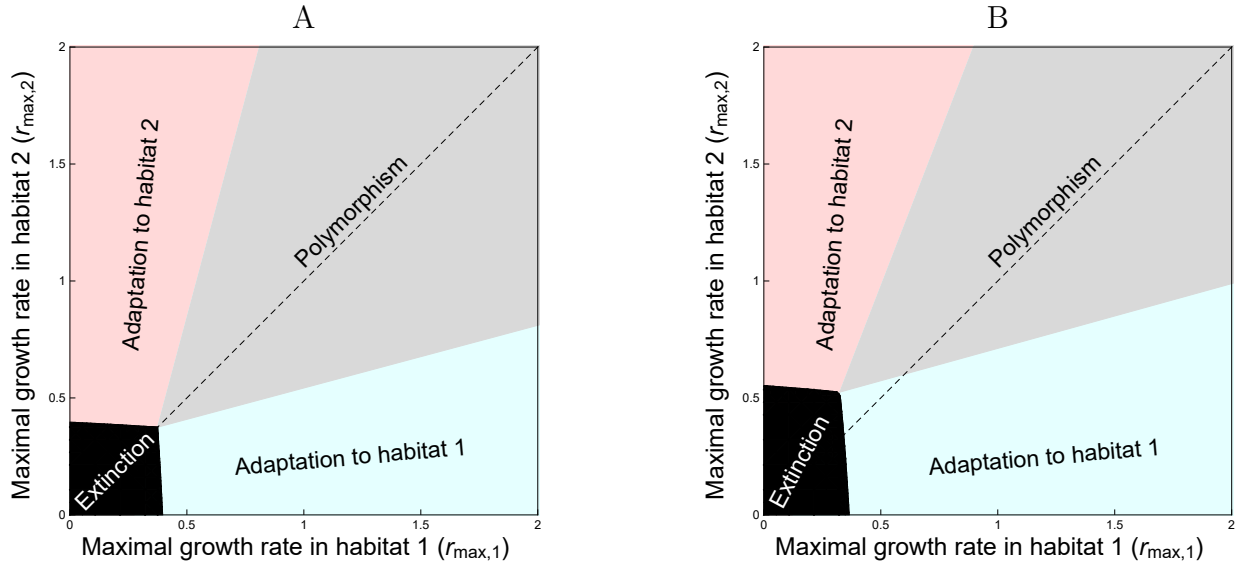 A
Maximal growth rate in habitat 2 (rmax,2)
2
1.5
1
0.5
0
Adaptation to habitat 2
Polymorphism
Extinction
Adaptation to habitat 1
0
0.5
1
1.5
2
Maximal growth rate in habitat 1 (rmax,1)
B
Maximal growth rate in habitat 2 (rmax,2)
2
1.5
1
0.5
0
Adaptation to habitat 2
Polymorphism
Extinction
Adaptation to habitat 1
0
0.5
1
1.5
2
Maximal growth rate in habitat 1 (rmax,1)